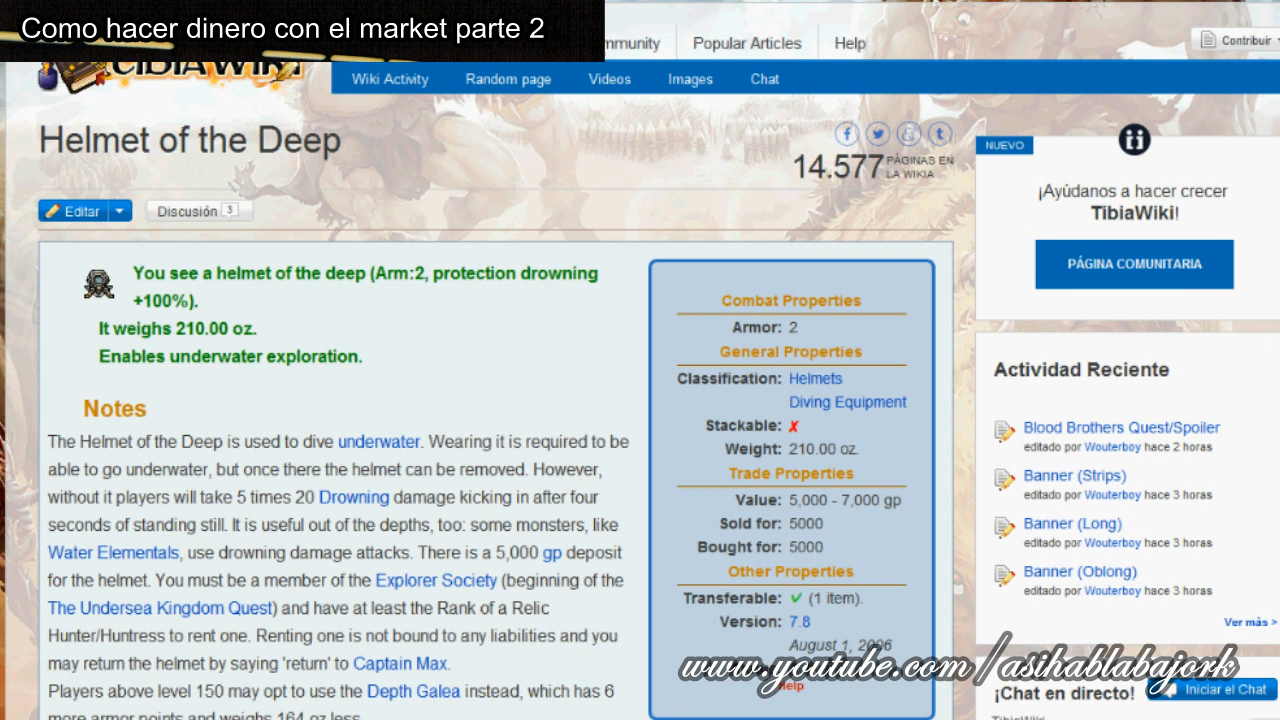 Como hacer dinero con el market parte 2
mmunity
Popular Articles
Help
Contribuir
TIBIAWIKI
Wiki Activity
Random page
Videos
Images
Chat
Helmet of the Deep
14.577 PÁGINAS EN
LA WIKIA
Editar
Discusión 3
You see a helmet of the deep (Arm:2, protection drowning
+100%).
It weighs 210.00 oz.
Enables underwater exploration.
Notes
The Helmet of the Deep is used to dive underwater. Wearing it is required to be
able to go underwater, but once there the helmet can be removed. However,
without it players will take 5 times 20 Drowning damage kicking in after four
seconds of standing still. It is useful out of the depths, too: some monsters, like
Water Elementals, use drowning damage attacks. There is a 5,000 gp deposit
for the helmet. You must be a member of the Explorer Society (beginning of the
The Undersea Kingdom Quest) and have at least the Rank of a Relic
Hunter/Huntress to rent one. Renting one is not bound to any liabilities and you
may return the helmet by saying 'return' to Captain Max.
Players above level 150 may opt to use the Depth Galea instead, which has 6
more armor points and weighs 164 oz less.
Combat Properties
Armor: 2
General Properties
Classification: Helmets
Diving Equipment
Stackable: ✗
Weight: 210.00 oz.
Trade Properties
Value: 5,000 - 7,000 gp
Sold for: 5000
Bought for: 5000
Other Properties
Transferable: ✓ (1 item).
Version: 7.8
August 1, 2006
Help
NUEVO
¡Ayúdanos a hacer crecer
TibiaWiki!
PÁGINA COMUNITARIA
Actividad Reciente
Blood Brothers Quest/Spoiler
editado por Wouterboy hace 2 horas
Banner (Strips)
editado por Wouterboy hace 3 horas
Banner (Long)
editado por Wouterboy hace 3 horas
Banner (Oblong)
editado por Wouterboy hace 3 horas
Ver más >
www.youtube.com/asihablabajork
¡Chat en directo!
Iniciar el Chat
TibiaWiki